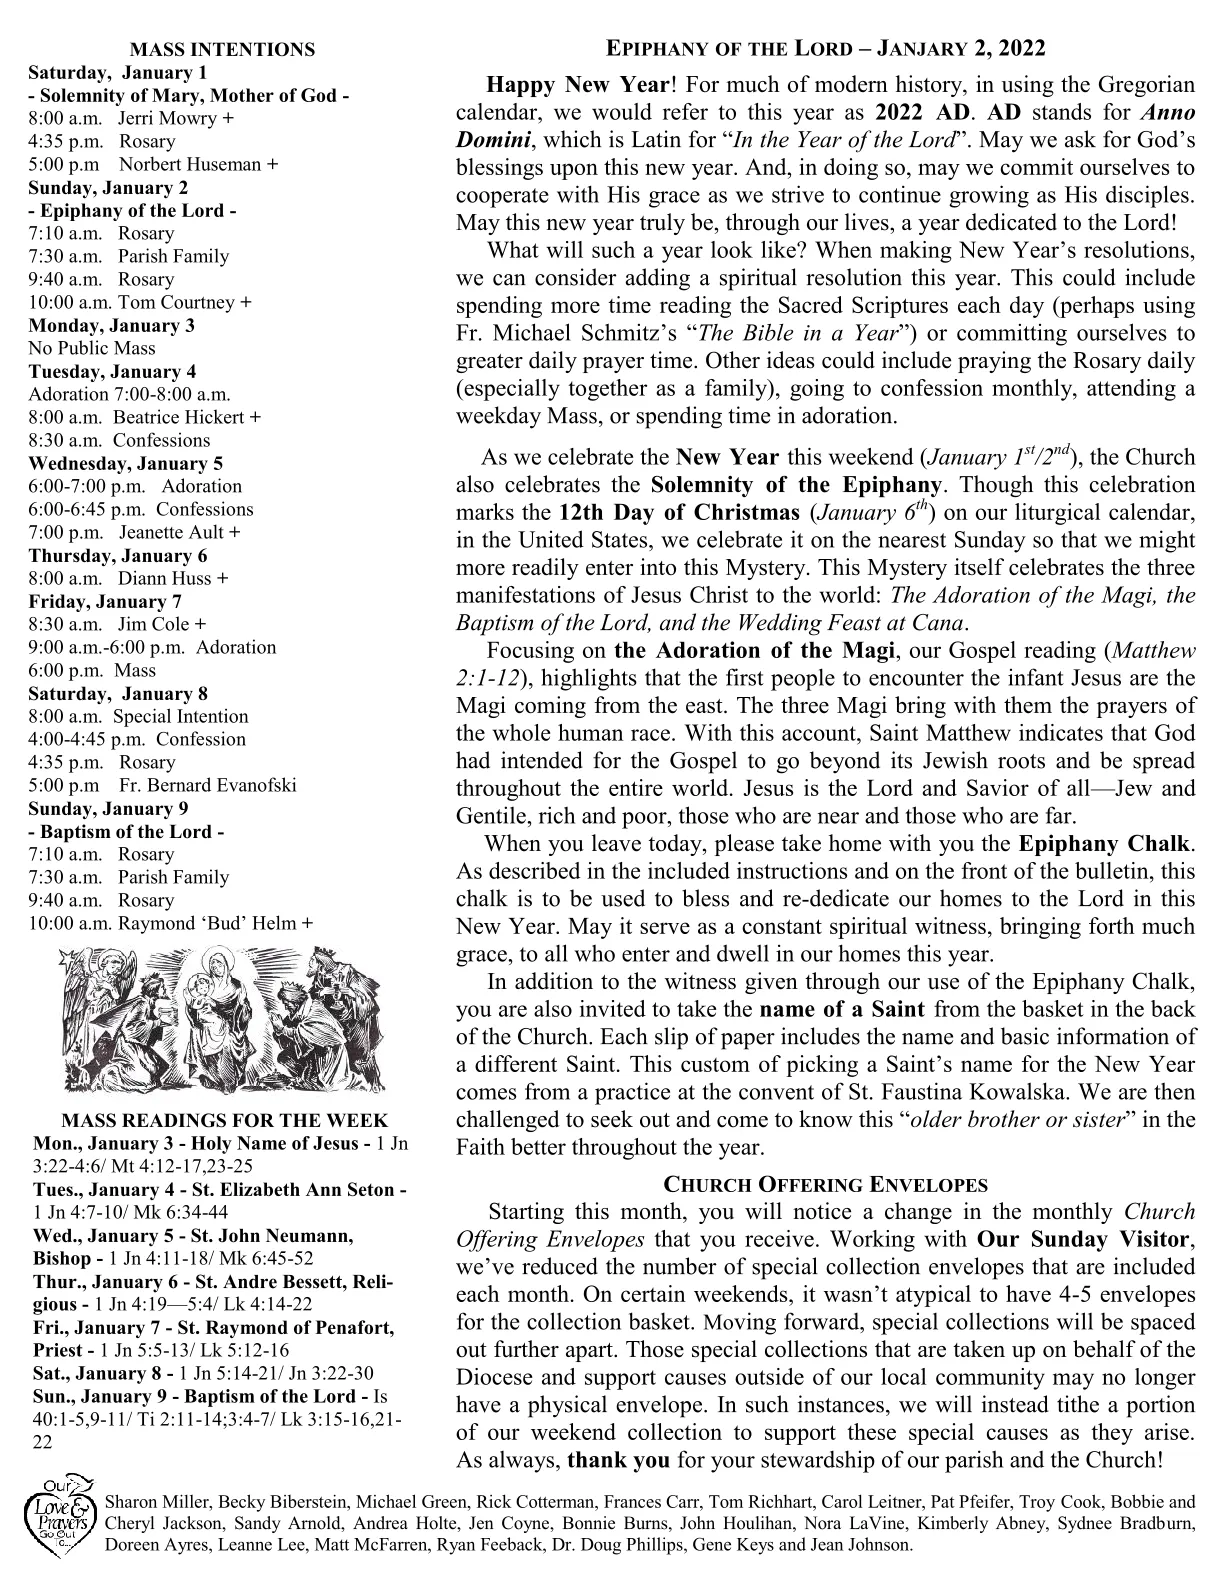 MASS INTENTIONS
Saturday,  January 1
- Solemnity of Mary, Mother of God -
8:00 a.m.   Jerri Mowry +
4:35 p.m.   Rosary
5:00 p.m    Norbert Huseman +
Sunday, January 2
- Epiphany of the Lord -
7:10 a.m.   Rosary
7:30 a.m.   Parish Family
9:40 a.m.   Rosary
10:00 a.m. Tom Courtney +
Monday, January 3
No Public Mass
Tuesday, January 4
Adoration 7:00-8:00 a.m.
8:00 a.m.  Beatrice Hickert +
8:30 a.m.  Confessions
Wednesday, January 5
6:00-7:00 p.m.   Adoration
6:00-6:45 p.m.  Confessions
7:00 p.m.   Jeanette Ault +
Thursday, January 6
8:00 a.m.   Diann Huss +
Friday, January 7
8:30 a.m.   Jim Cole +
9:00 a.m.-6:00 p.m.  Adoration
6:00 p.m.  Mass
Saturday,  January 8
8:00 a.m.  Special Intention
4:00-4:45 p.m.  Confession
4:35 p.m.   Rosary
5:00 p.m    Fr. Bernard Evanofski
Sunday, January 9
- Baptism of the Lord -
7:10 a.m.   Rosary
7:30 a.m.   Parish Family
9:40 a.m.   Rosary
10:00 a.m. Raymond ‘Bud’ Helm +
MASS READINGS FOR THE WEEK
Mon., January 3 - Holy Name of Jesus - 1 Jn
3:22-4:6/ Mt 4:12-17,23-25
Tues., January 4 - St. Elizabeth Ann Seton -
1 Jn 4:7-10/ Mk 6:34-44
Wed., January 5 - St. John Neumann,
Bishop - 1 Jn 4:11-18/ Mk 6:45-52
Thur., January 6 - St. Andre Bessett, Reli-
gious - 1 Jn 4:19—5:4/ Lk 4:14-22
Fri., January 7 - St. Raymond of Penafort,
Priest - 1 Jn 5:5-13/ Lk 5:12-16
Sat., January 8 - 1 Jn 5:14-21/ Jn 3:22-30
Sun., January 9 - Baptism of the Lord - Is
40:1-5,9-11/ Ti 2:11-14;3:4-7/ Lk 3:15-16,21-
22
EPIPHANY OF THE LORD – JANJARY 2, 2022
Happy New Year! For much of modern history, in using the Gregorian
calendar, we would refer to this year as 2022 AD. AD stands for Anno
Domini, which is Latin for “In the Year of the Lord”. May we ask for God’s
blessings upon this new year. And, in doing so, may we commit ourselves to
cooperate with His grace as we strive to continue growing as His disciples.
May this new year truly be, through our lives, a year dedicated to the Lord!
What will such a year look like? When making New Year’s resolutions,
we can consider adding a spiritual resolution this year. This could include
spending more time reading the Sacred Scriptures each day (perhaps using
Fr. Michael Schmitz’s “The Bible in a Year”) or committing ourselves to
greater daily prayer time. Other ideas could include praying the Rosary daily
(especially together as a family), going to confession monthly, attending a
weekday Mass, or spending time in adoration.
As we celebrate the New Year this weekend (January 1st/2nd), the Church
also celebrates the Solemnity of the Epiphany. Though this celebration
marks the 12th Day of Christmas (January 6th) on our liturgical calendar,
in the United States, we celebrate it on the nearest Sunday so that we might
more readily enter into this Mystery. This Mystery itself celebrates the three
manifestations of Jesus Christ to the world: The Adoration of the Magi, the
Baptism of the Lord, and the Wedding Feast at Cana.
Focusing on the Adoration of the Magi, our Gospel reading (Matthew
2:1-12), highlights that the first people to encounter the infant Jesus are the
Magi coming from the east. The three Magi bring with them the prayers of
the whole human race. With this account, Saint Matthew indicates that God
had intended for the Gospel to go beyond its Jewish roots and be spread
throughout the entire world. Jesus is the Lord and Savior of all—Jew and
Gentile, rich and poor, those who are near and those who are far.
When you leave today, please take home with you the Epiphany Chalk.
As described in the included instructions and on the front of the bulletin, this
chalk is to be used to bless and re-dedicate our homes to the Lord in this
New Year. May it serve as a constant spiritual witness, bringing forth much
grace, to all who enter and dwell in our homes this year.
In addition to the witness given through our use of the Epiphany Chalk,
you are also invited to take the name of a Saint from the basket in the back
of the Church. Each slip of paper includes the name and basic information of
a different Saint. This custom of picking a Saint’s name for the New Year
comes from a practice at the convent of St. Faustina Kowalska. We are then
challenged to seek out and come to know this “older brother or sister” in the
Faith better throughout the year.
CHURCH OFFERING ENVELOPES
Starting this month, you will notice a change in the monthly Church
Offering Envelopes that you receive. Working with Our Sunday Visitor,
we’ve reduced the number of special collection envelopes that are included
each month. On certain weekends, it wasn’t atypical to have 4-5 envelopes
for the collection basket. Moving forward, special collections will be spaced
out further apart. Those special collections that are taken up on behalf of the
Diocese and support causes outside of our local community may no longer
have a physical envelope. In such instances, we will instead tithe a portion
of our weekend collection to support these special causes as they arise.
As always, thank you for your stewardship of our parish and the Church!
Our
Love &
Prayers
Go Out
To...
Sharon Miller, Becky Biberstein, Michael Green, Rick Cotterman, Frances Carr, Tom Richhart, Carol Leitner, Pat Pfeifer, Troy Cook, Bobbie and
Cheryl Jackson, Sandy Arnold, Andrea Holte, Jen Coyne, Bonnie Burns, John Houlihan, Nora LaVine, Kimberly Abney, Sydnee Bradburn,
Doreen Ayres, Leanne Lee, Matt McFarren, Ryan Feeback, Dr. Doug Phillips, Gene Keys and Jean Johnson.